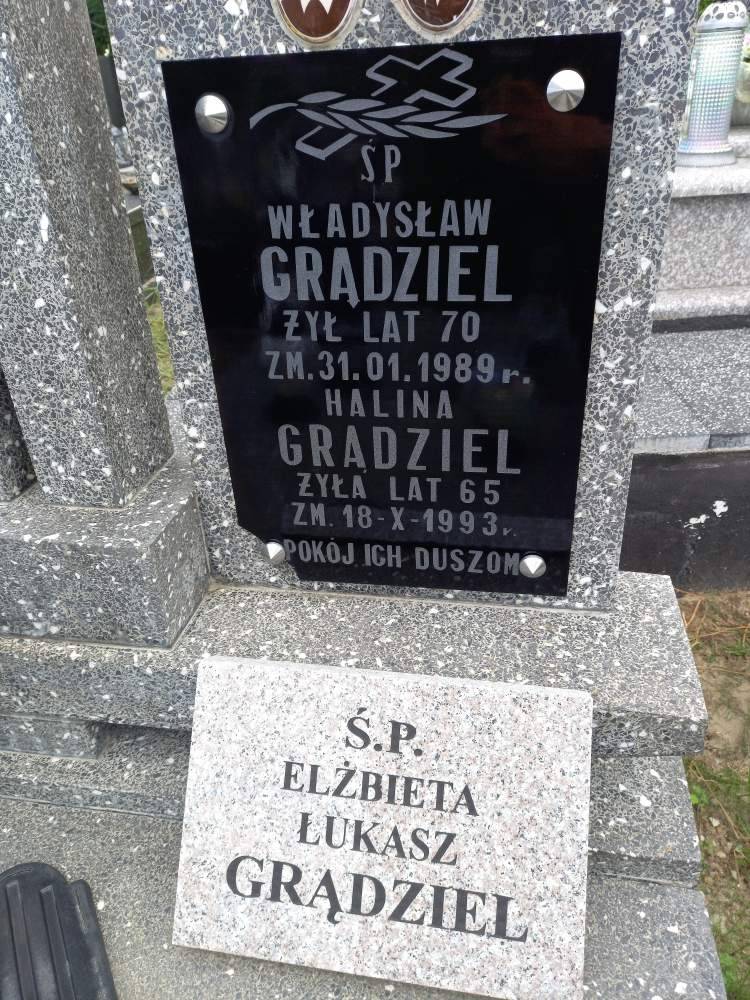 ŚP
WŁADYSŁAW
GRĄDZIEL
ŻYŁ LAT 70
ZM. 31.01.1989 r.
HALINA
GRĄDZIEL
ŻYŁA LAT 65
ZM. 18-X-1993 r.
POKÓJ ICH DUSZOM
Ś.P.
ELŻBIETA
ŁUKASZ
GRĄDZIEL